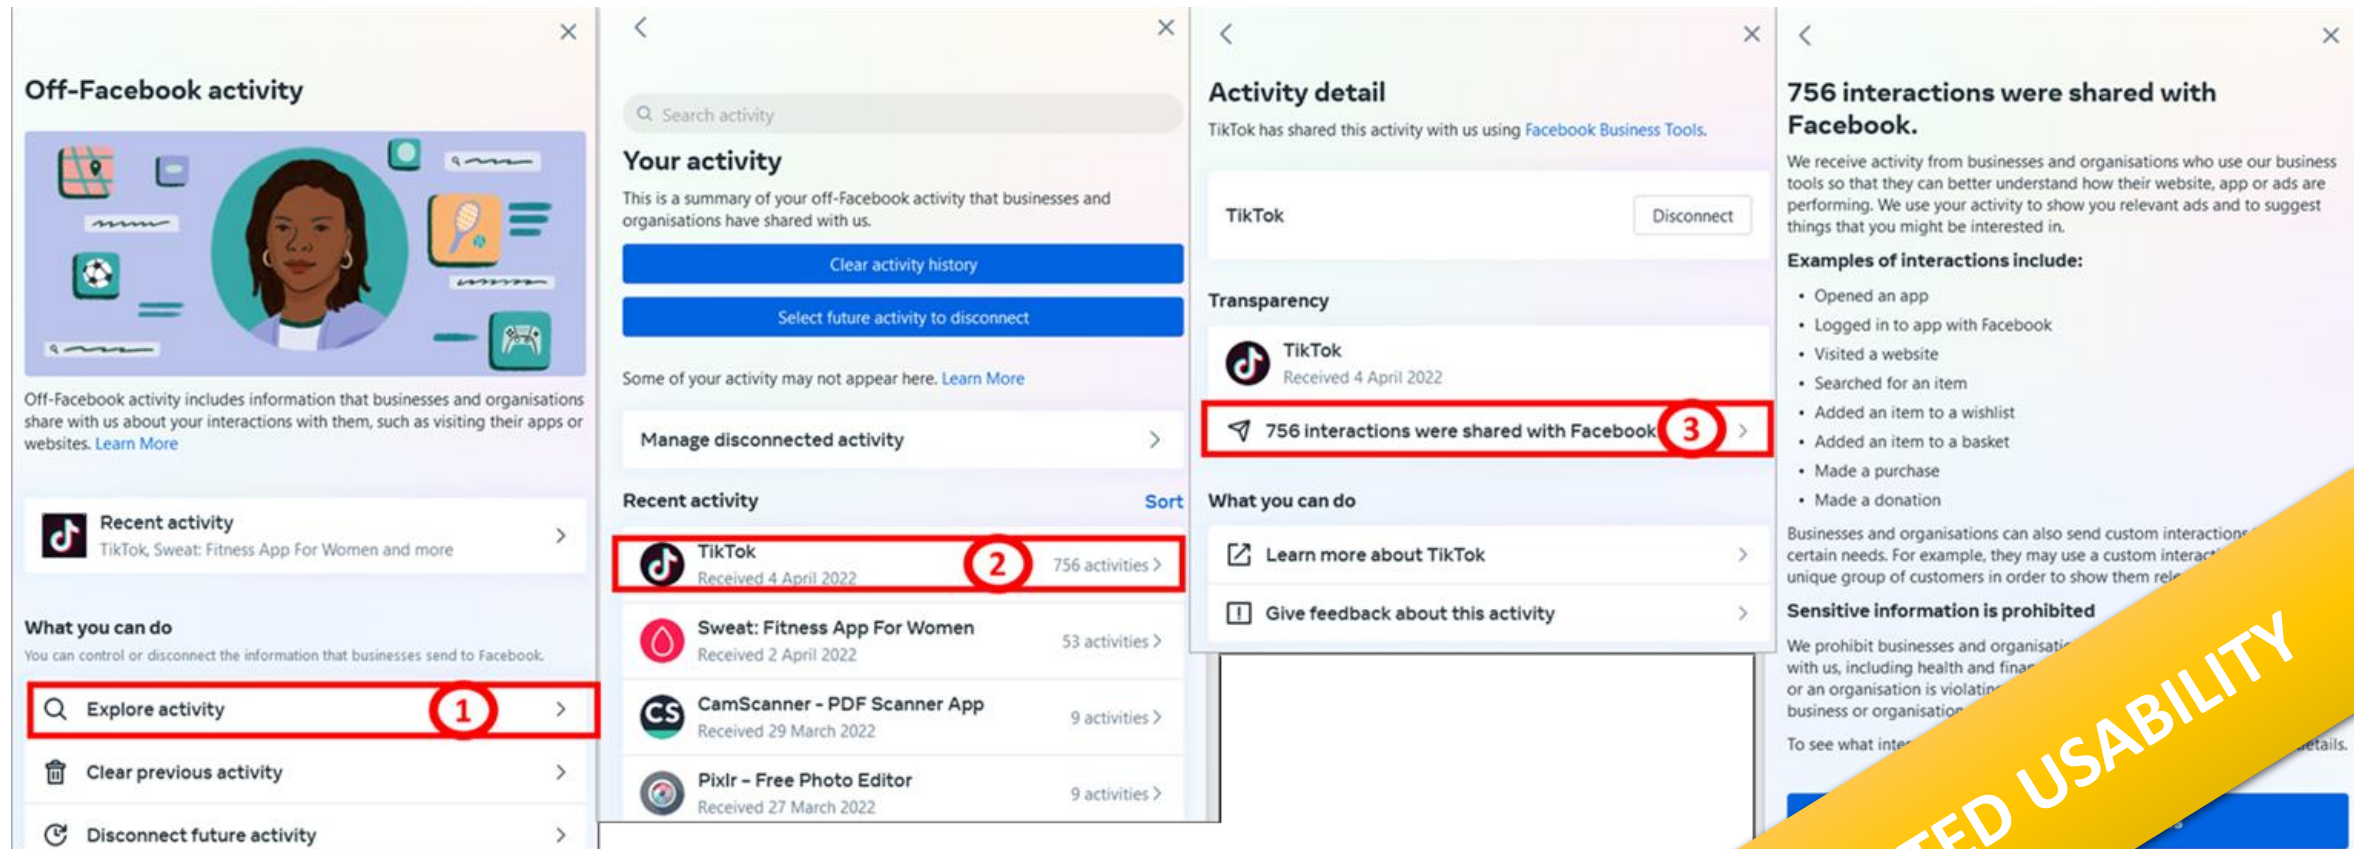 Off-Facebook activity
Off-Facebook activity includes information that businesses and organisations
share with us about your interactions with them, such as visiting their apps or
websites. Learn More
Recent activity
TikTok, Sweat: Fitness App For Women and more
What you can do
You can control or disconnect the information that businesses send to Facebook.
Explore activity
1
Clear previous activity
Disconnect future activity
Search activity
Your activity
This is a summary of your off-Facebook activity that businesses and
organisations have shared with us.
Clear activity history
Select future activity to disconnect
Some of your activity may not appear here. Learn More
Manage disconnected activity
Recent activity
Sort
TikTok
Received 4 April 2022
2
756 activities
Sweat: Fitness App For Women
Received 2 April 2022
53 activities
CS
CamScanner - PDF Scanner App
Received 29 March 2022
9 activities
Pixlr – Free Photo Editor
Received 27 March 2022
9 activities
Activity detail
TikTok has shared this activity with us using Facebook Business Tools.
TikTok
Disconnect
Transparency
TikTok
Received 4 April 2022
756 interactions were shared with Facebook
3
What you can do
Learn more about TikTok
Give feedback about this activity
756 interactions were shared with
Facebook.
We receive activity from businesses and organisations who use our business
tools so that they can better understand how their website, app or ads are
performing. We use your activity to show you relevant ads and to suggest
things that you might be interested in.
Examples of interactions include:
• Opened an app
• Logged in to app with Facebook
• Visited a website
• Searched for an item
• Added an item to a wishlist
• Added an item to a basket
• Made a purchase
• Made a donation
Businesses and organisations can also send custom interactions
certain needs. For example, they may use a custom
unique group of customers in order to show them
Sensitive information is prohibited
We prohibit businesses and
with us, including health and
or an organisation is
business or
To see what
details.
USABILITY